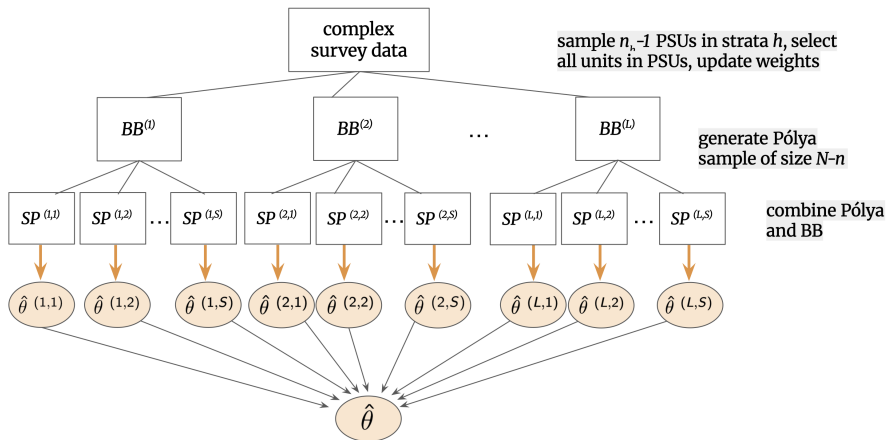 complex
survey data
sample n_h-1 PSUs in strata h, select
all units in PSUs, update weights
BB^(1) BB^(2) ... BB^(L)
generate Pólya
sample of size N-n
SP^(1,1) SP^(1,2) ... SP^(1,S) SP^(2,1) SP^(2,2) ... SP^(2,S) SP^(L,1) SP^(L,2) ... SP^(L,S)
combine Pólya
and BB
θ̂^(1,1) θ̂^(1,2) θ̂^(1,S) θ̂^(2,1) θ̂^(2,2) θ̂^(2,S) θ̂^(L,1) θ̂^(L,2) θ̂^(L,S)
θ̂